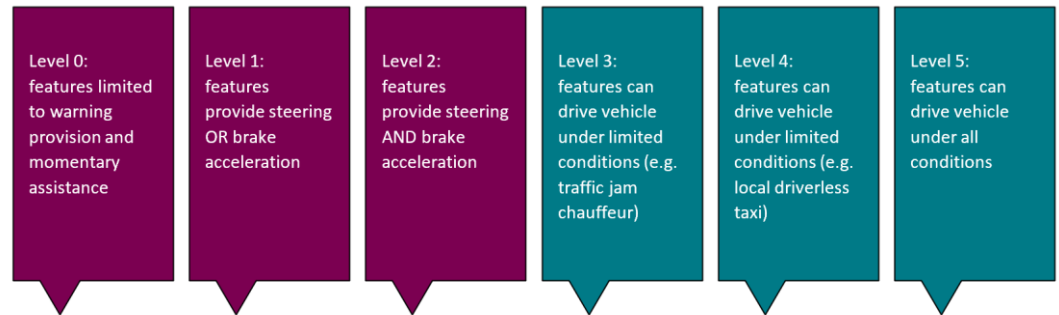 Level 0:
features limited
to warning
provision and
momentary
assistance
Level 1:
features
provide steering
OR brake
acceleration
Level 2:
features
provide steering
AND brake
acceleration
Level 3:
features can
drive vehicle
under limited
conditions (e.g.
traffic jam
chauffeur)
Level 4:
features can
drive vehicle
under limited
conditions (e.g.
local driverless
taxi)
Level 5:
features can
drive vehicle
under all
conditions